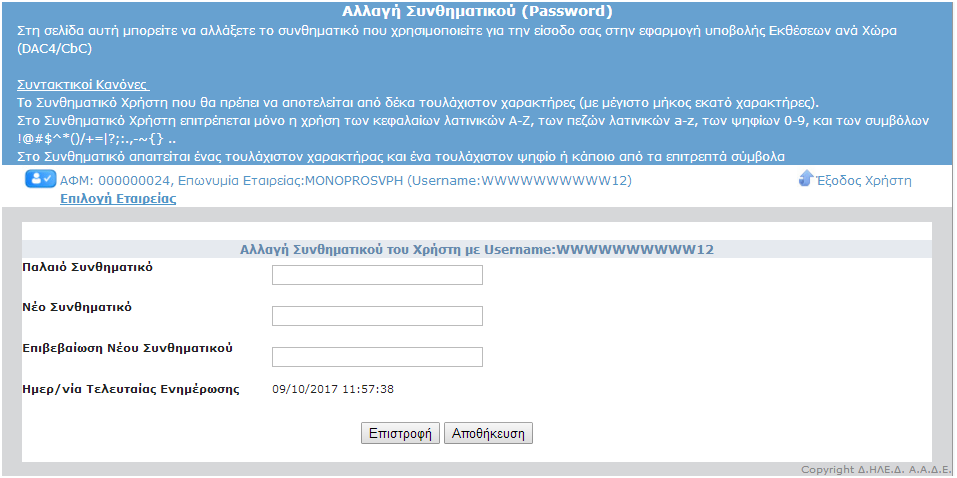 Αλλαγή Συνθηματικού (Password)
Στη σελίδα αυτή μπορείτε να αλλάξετε το συνθηματικό που χρησιμοποιείτε για την είσοδο σας στην εφαρμογή υποβολής Εκθέσεων ανά Χώρα
(DAC4/CbC)
Συντακτικοί Κανόνες
Το Συνθηματικό Χρήστη που θα πρέπει να αποτελείται από δέκα τουλάχιστον χαρακτήρες (με μέγιστο μήκος εκατό χαρακτήρες).
Στο Συνθηματικό Χρήστη επιτρέπεται μόνο η χρήση των κεφαλαίων λατινικών A-Z, των πεζών λατινικών a-z, των ψηφίων 0-9, και των συμβόλων
!@#$^*()/+=|?;:.,-~{} ..
Στο Συνθηματικό απαιτείται ένας τουλάχιστον χαρακτήρας και ένα τουλάχιστον ψηφίο ή κάποιο από τα επιτρεπτά σύμβολα
ΑΦΜ: 000000024, Επωνυμία Εταιρείας:MONOPROSVPH (Username:WWWWWWWWWW12) Έξοδος Χρήστη
Επιλογή Εταιρείας
Αλλαγή Συνθηματικού του Χρήστη με Username:WWWWWWWWWW12
Παλαιό Συνθηματικό
Νέο Συνθηματικό
Επιβεβαίωση Νέου Συνθηματικού
Ημερ/νία Τελευταίας Ενημέρωσης 09/10/2017 11:57:38
Επιστροφή Αποθήκευση
Copyright Δ.ΗΛΕ.Δ. Α.Α.Δ.Ε.